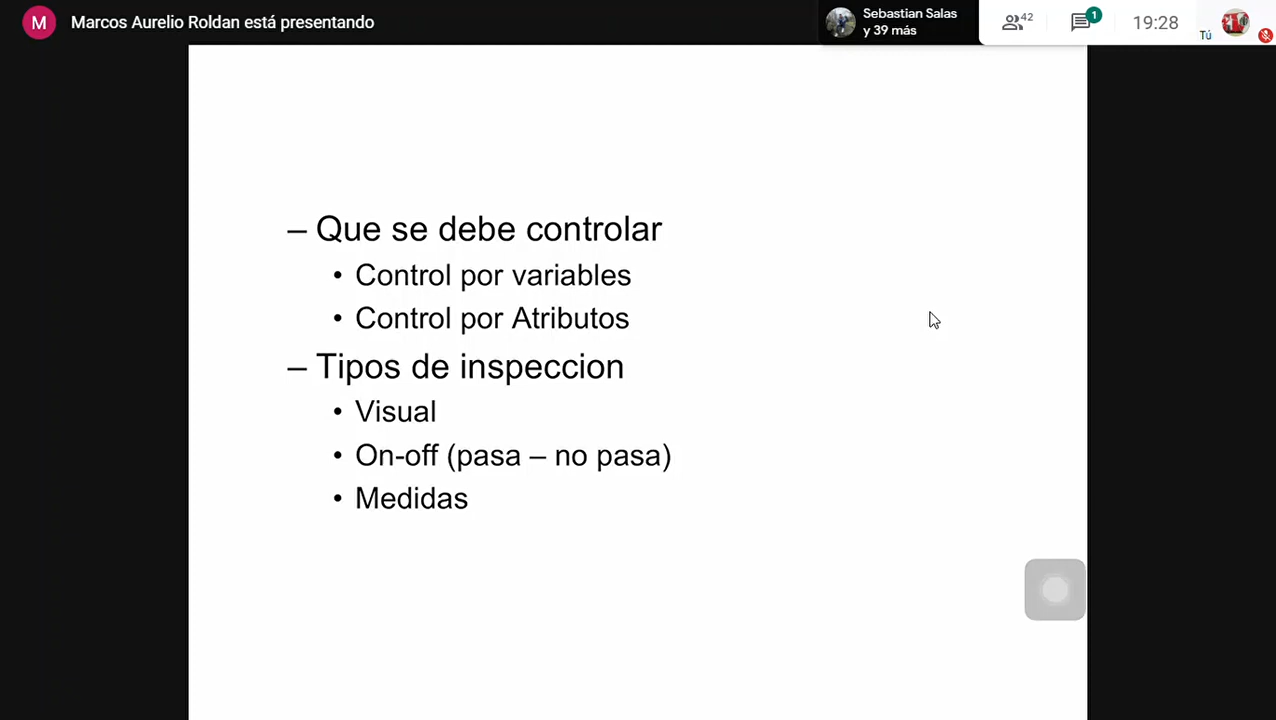 M Marcos Aurelio Roldan está presentando
Sebastian Salas
y 39 más
42
1
19:28
Tú
– Que se debe controlar
• Control por variables
• Control por Atributos
– Tipos de inspeccion
• Visual
• On-off (pasa – no pasa)
• Medidas